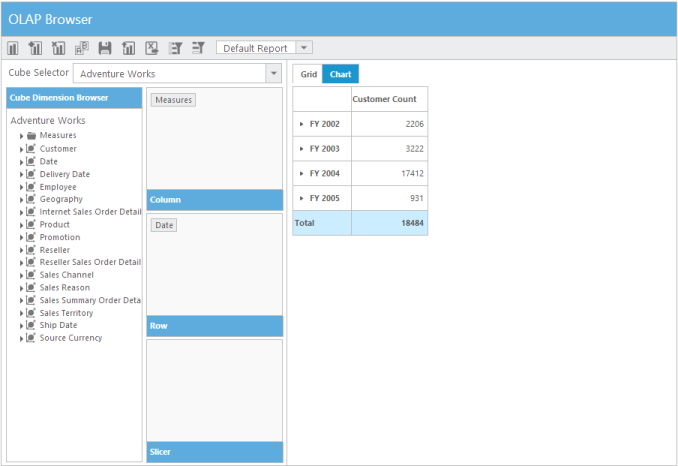 OLAP Browser
Default Report
Cube Selector
Adventure Works
Cube Dimension Browser
Adventure Works
Measures
Customer
Date
Delivery Date
Employee
Geography
Internet Sales Order Detail
Product
Promotion
Reseller
Reseller Sales Order Detail
Sales Channel
Sales Reason
Sales Summary Order Deta
Sales Territory
Ship Date
Source Currency
Measures
Column
Date
Row
Slicer
Grid Chart
Customer Count
FY 2002 2206
FY 2003 3222
FY 2004 17412
FY 2005 931
Total 18484